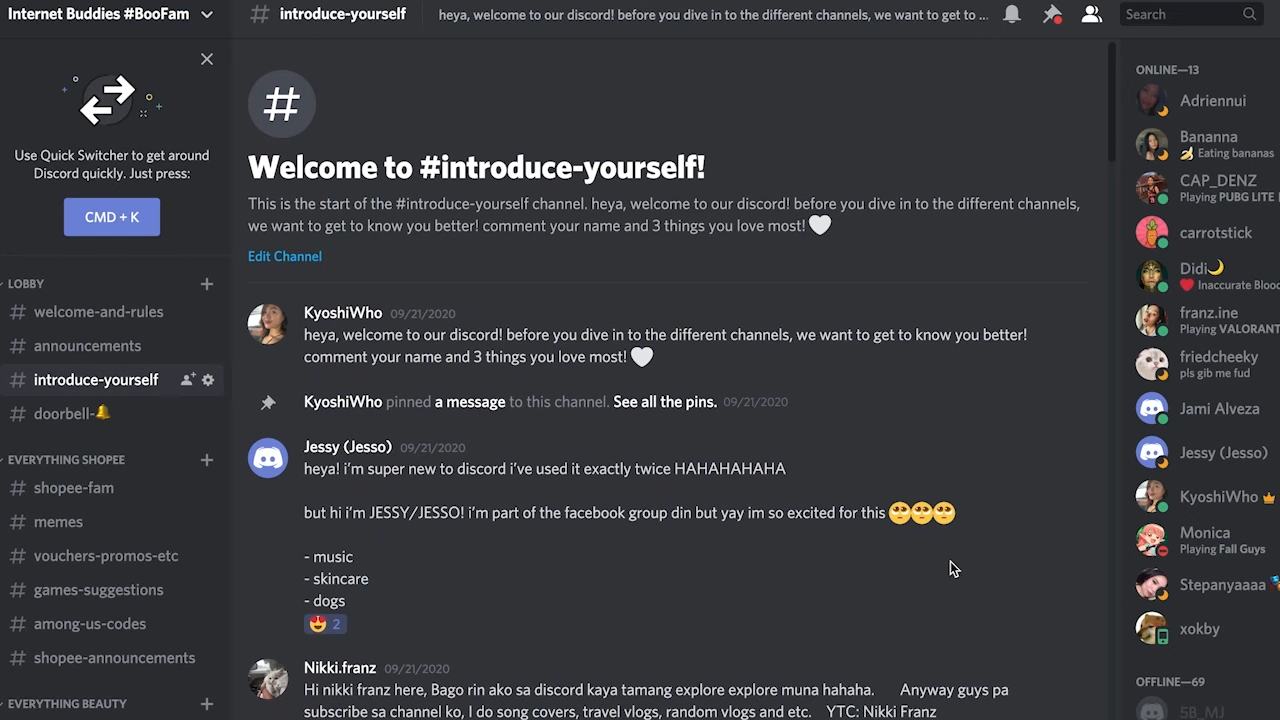 Internet Buddies #BooFam
introduce-yourself
heya, welcome to our discord! before you dive in to the different channels, we want to get to ...
Search
Use Quick Switcher to get around
Discord quickly. Just press:
CMD + K
LOBBY
welcome-and-rules
announcements
introduce-yourself
doorbell-🔔
EVERYTHING SHOPEE
shopee-fam
memes
vouchers-promos-etc
games-suggestions
among-us-codes
shopee-announcements
EVERYTHING BEAUTY
Welcome to #introduce-yourself!
This is the start of the #introduce-yourself channel. heya, welcome to our discord! before you dive in to the different channels,
we want to get to know you better! comment your name and 3 things you love most! 🤍
Edit Channel
KyoshiWho 09/21/2020
heya, welcome to our discord! before you dive in to the different channels, we want to get to know you better!
comment your name and 3 things you love most! 🤍
KyoshiWho pinned a message to this channel. See all the pins. 09/21/2020
Jessy (Jesso) 09/21/2020
heya! i'm super new to discord i've used it exactly twice HAHAHAHAHA
but hi i'm JESSY/JESSO! i'm part of the facebook group din but yay im so excited for this 🥺🥺🥺
- music
- skincare
- dogs
😍 2
Nikki.franz 09/21/2020
Hi nikki franz here, Bago rin ako sa discord kaya tamang explore explore muna hahaha. Anyway guys pa
subscribe sa channel ko, I do song covers, travel vlogs, random vlogs and etc. YTC: Nikki Franz
ONLINE—13
Adriennui
Bananna
🍌 Eating bananas
CAP_DENZ
Playing PUBG LITE
carrotstick
Didi🌙
❤️ Inaccurate Bloo
franz.ine
Playing VALORANT
friedcheeky
pls gib me fud
Jami Alveza
Jessy (Jesso)
KyoshiWho
Monica
Playing Fall Guys
Stepanyaaaa
xokby
OFFLINE—69
5B_MJ